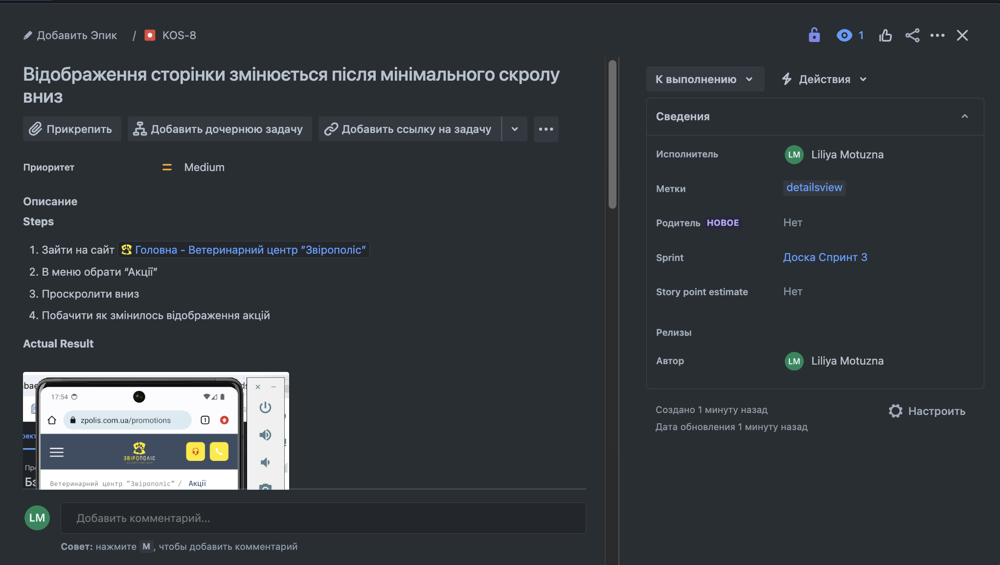 Добавить Эпик / KOS-8
1
Відображення сторінки змінюється після мінімального скролу
вниз
Прикрепить
Добавить дочернюю задачу
Добавить ссылку на задачу
Приоритет
Medium
Описание
Steps
1. Зайти на сайт Головна - Ветеринарний центр "Звірополіс"
2. В меню обрати “Акції”
3. Проскролити вниз
4. Побачити як змінилось відображення акцій
Actual Result
17:54
zpolis.com.ua/promotions
1
ЗВІРОПОЛІС
Про
Ветеринарний центр "Звірополіс" / Акції
LM
Добавить комментарий...
Совет: нажмите M, чтобы добавить комментарий
К выполнению
Действия
Сведения
Исполнитель
LM Liliya Motuzna
Метки
detailsview
Родитель НОВОЕ
Нет
Sprint
Доска Спринт 3
Story point estimate
Нет
Релизы
Автор
LM Liliya Motuzna
Создано 1 минуту назад
Дата обновления 1 минуту назад
Настроить